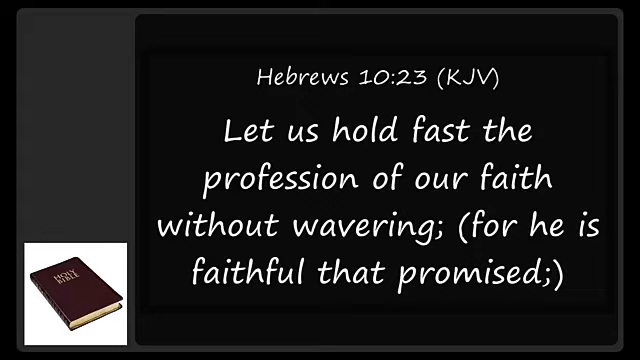 Hebrews 10:23 (KJV)
Let us hold fast the
profession of our faith
without wavering; (for he is
faithful that promised;)
HOLY
BIBLE